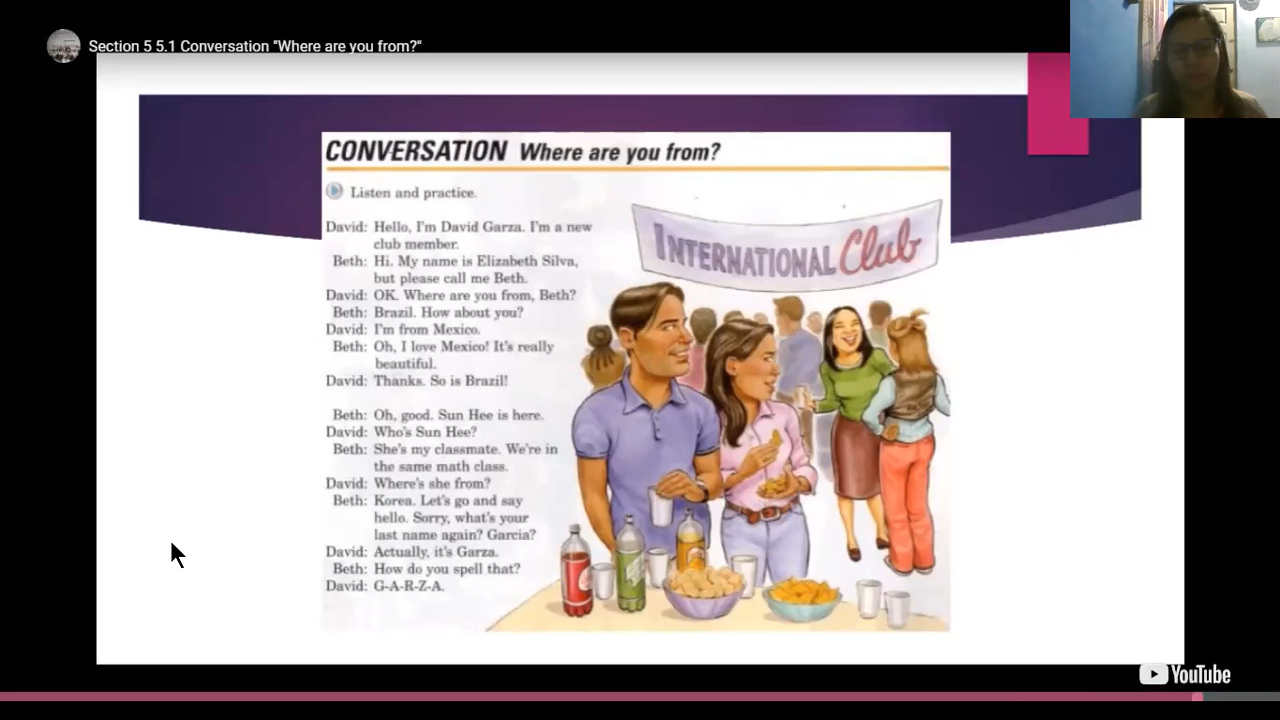 Section 5 5.1 Conversation "Where are you from?"
CONVERSATION Where are you from?
Listen and practice.
David: Hello, I'm David Garza. I'm a new
club member.
Beth: Hi. My name is Elizabeth Silva,
but please call me Beth.
David: OK. Where are you from, Beth?
Beth: Brazil. How about you?
David: I'm from Mexico.
Beth: Oh, I love Mexico! It's really
beautiful.
David: Thanks. So is Brazil!
Beth: Oh, good. Sun Hee is here.
David: Who's Sun Hee?
Beth: She's my classmate. We're in
the same math class.
David: Where's she from?
Beth: Korea. Let's go and say
hello. Sorry, what's your
last name again? Garcia?
David: Actually, it's Garza.
Beth: How do you spell that?
David: G-A-R-Z-A.
INTERNATIONAL Club
YouTube